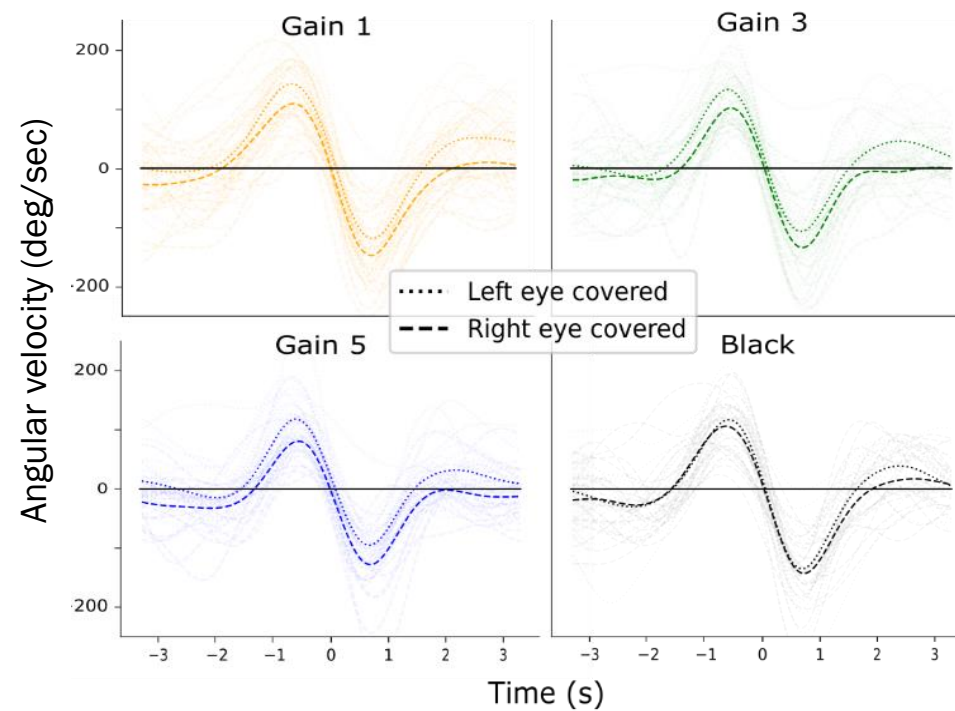 Gain 1
Gain 3
200
0
-200
Angular velocity (deg/sec)
Left eye covered
Right eye covered
Gain 5
Black
200
0
-200
−3 −2 −1 0 1 2 3
−3 −2 −1 0 1 2 3
Time (s)